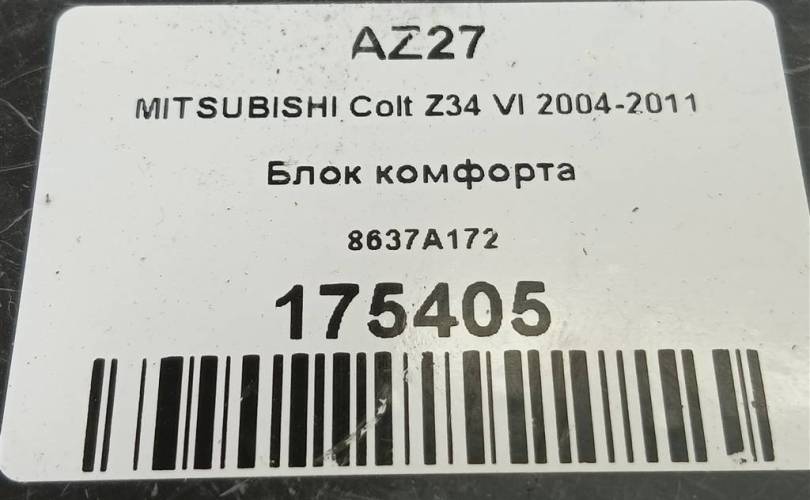 AZ27
MITSUBISHI Colt Z34 VI 2004-2011
Блок комфорта
8637A172
175405